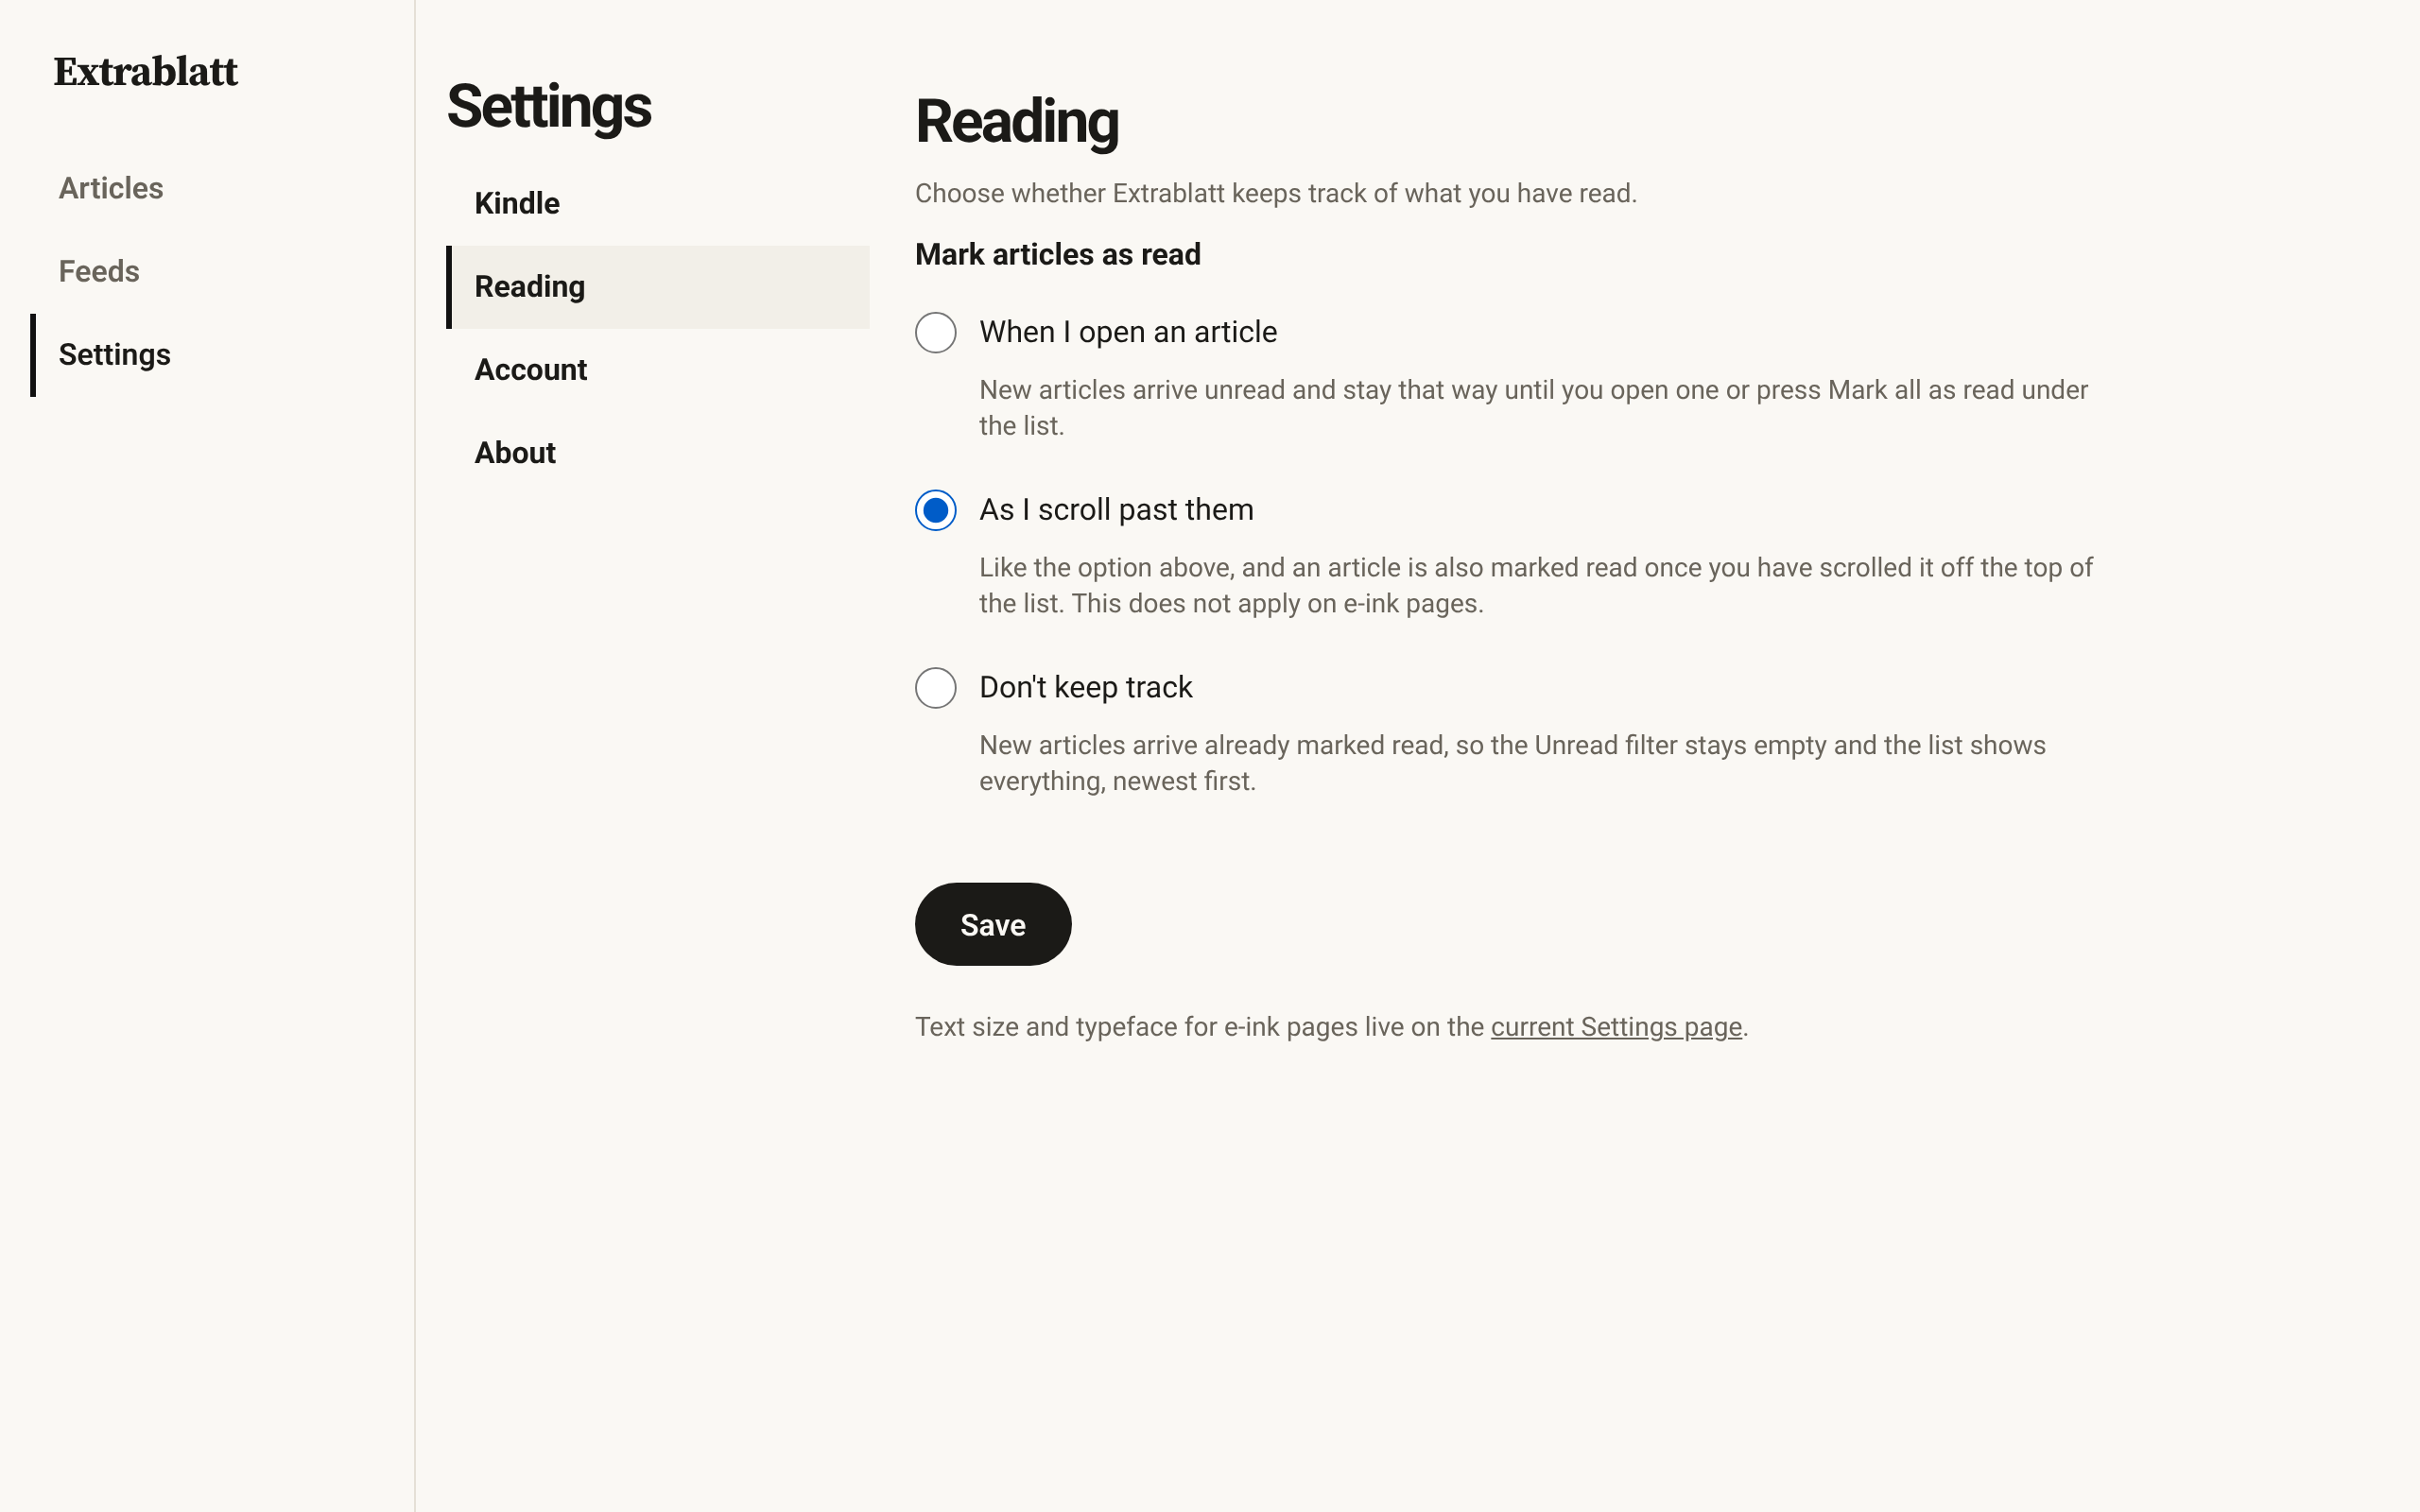 Extrablatt
Articles
Feeds
Settings
Settings
Kindle
Reading
Account
About
Reading
Choose whether Extrablatt keeps track of what you have read.
Mark articles as read
When I open an article
New articles arrive unread and stay that way until you open one or press Mark all as read under
the list.
As I scroll past them
Like the option above, and an article is also marked read once you have scrolled it off the top of
the list. This does not apply on e-ink pages.
Don't keep track
New articles arrive already marked read, so the Unread filter stays empty and the list shows
everything, newest first.
Save
Text size and typeface for e-ink pages live on the current Settings page.